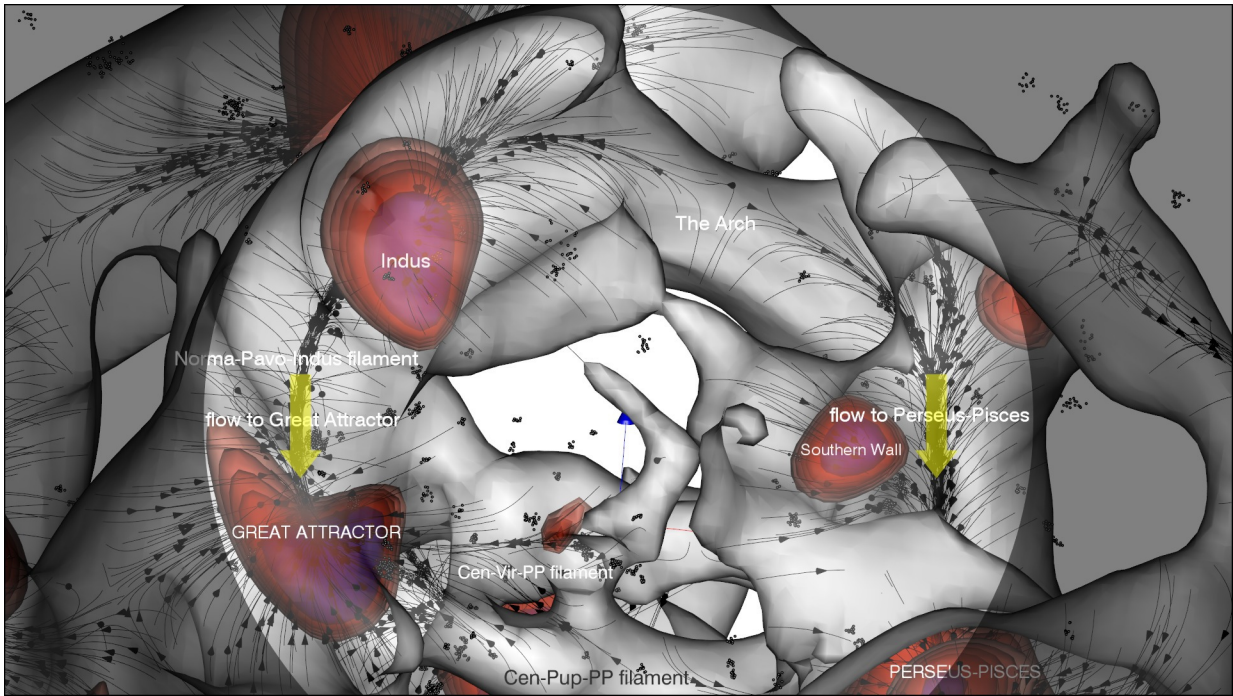 The Arch
Indus
Norma-Pavo-Indus filament
flow to Great Attractor
flow to Perseus-Pisces
Southern Wall
GREAT ATTRACTOR
Cen-Vir-PP filament
Cen-Pup-PP filament
PERSEUS-PISCES